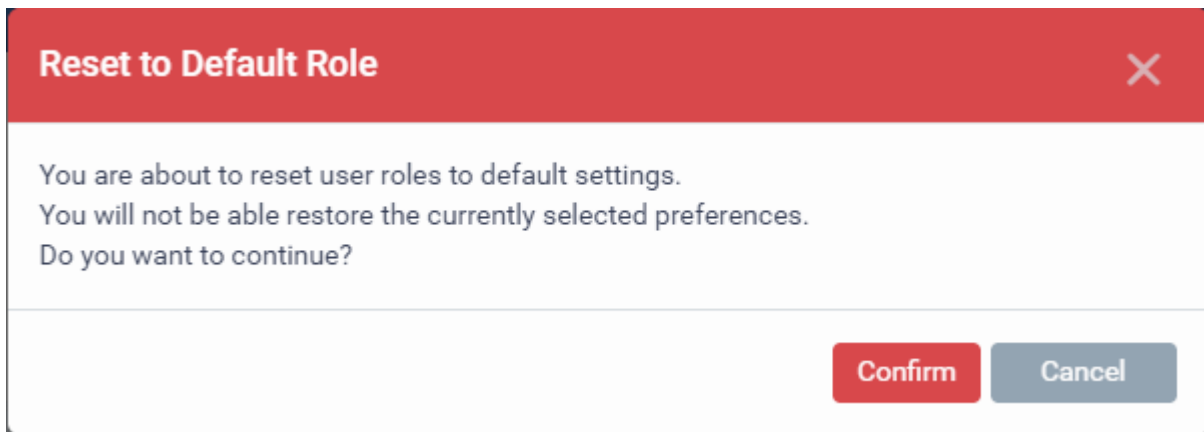 Reset to Default Role
You are about to reset user roles to default settings.
You will not be able restore the currently selected preferences.
Do you want to continue?
Confirm Cancel